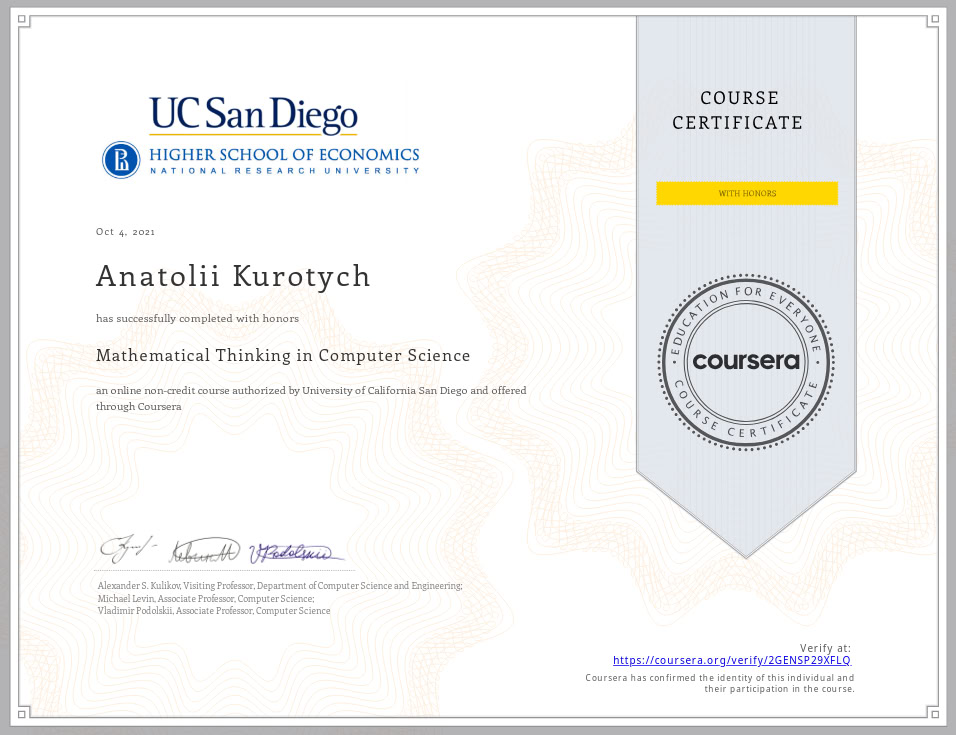 UC San Diego
HIGHER SCHOOL OF ECONOMICS
NATIONAL RESEARCH UNIVERSITY
Oct 4, 2021
Anatolii Kurotych
has successfully completed with honors
Mathematical Thinking in Computer Science
an online non-credit course authorized by University of California San Diego and offered
through Coursera
Alexander S. Kulikov, Visiting Professor, Department of Computer Science and Engineering;
Michael Levin, Associate Professor, Computer Science;
Vladimir Podolskii, Associate Professor, Computer Science
COURSE
CERTIFICATE
WITH HONORS
EDUCATION FOR EVERYONE
coursera
COURSE CERTIFICATE
Verify at:
https://coursera.org/verify/2GENSP29XFLQ
Coursera has confirmed the identity of this individual and
their participation in the course.